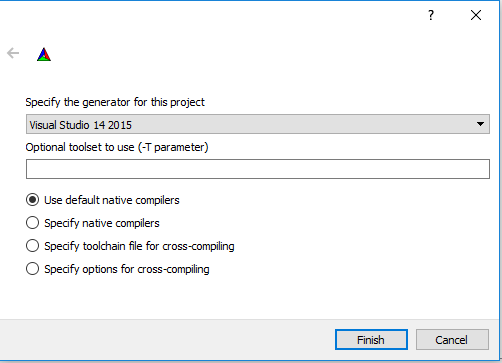 ?
Specify the generator for this project
Visual Studio 14 2015
Optional toolset to use (-T parameter)
Use default native compilers
Specify native compilers
Specify toolchain file for cross-compiling
Specify options for cross-compiling
Finish
Cancel